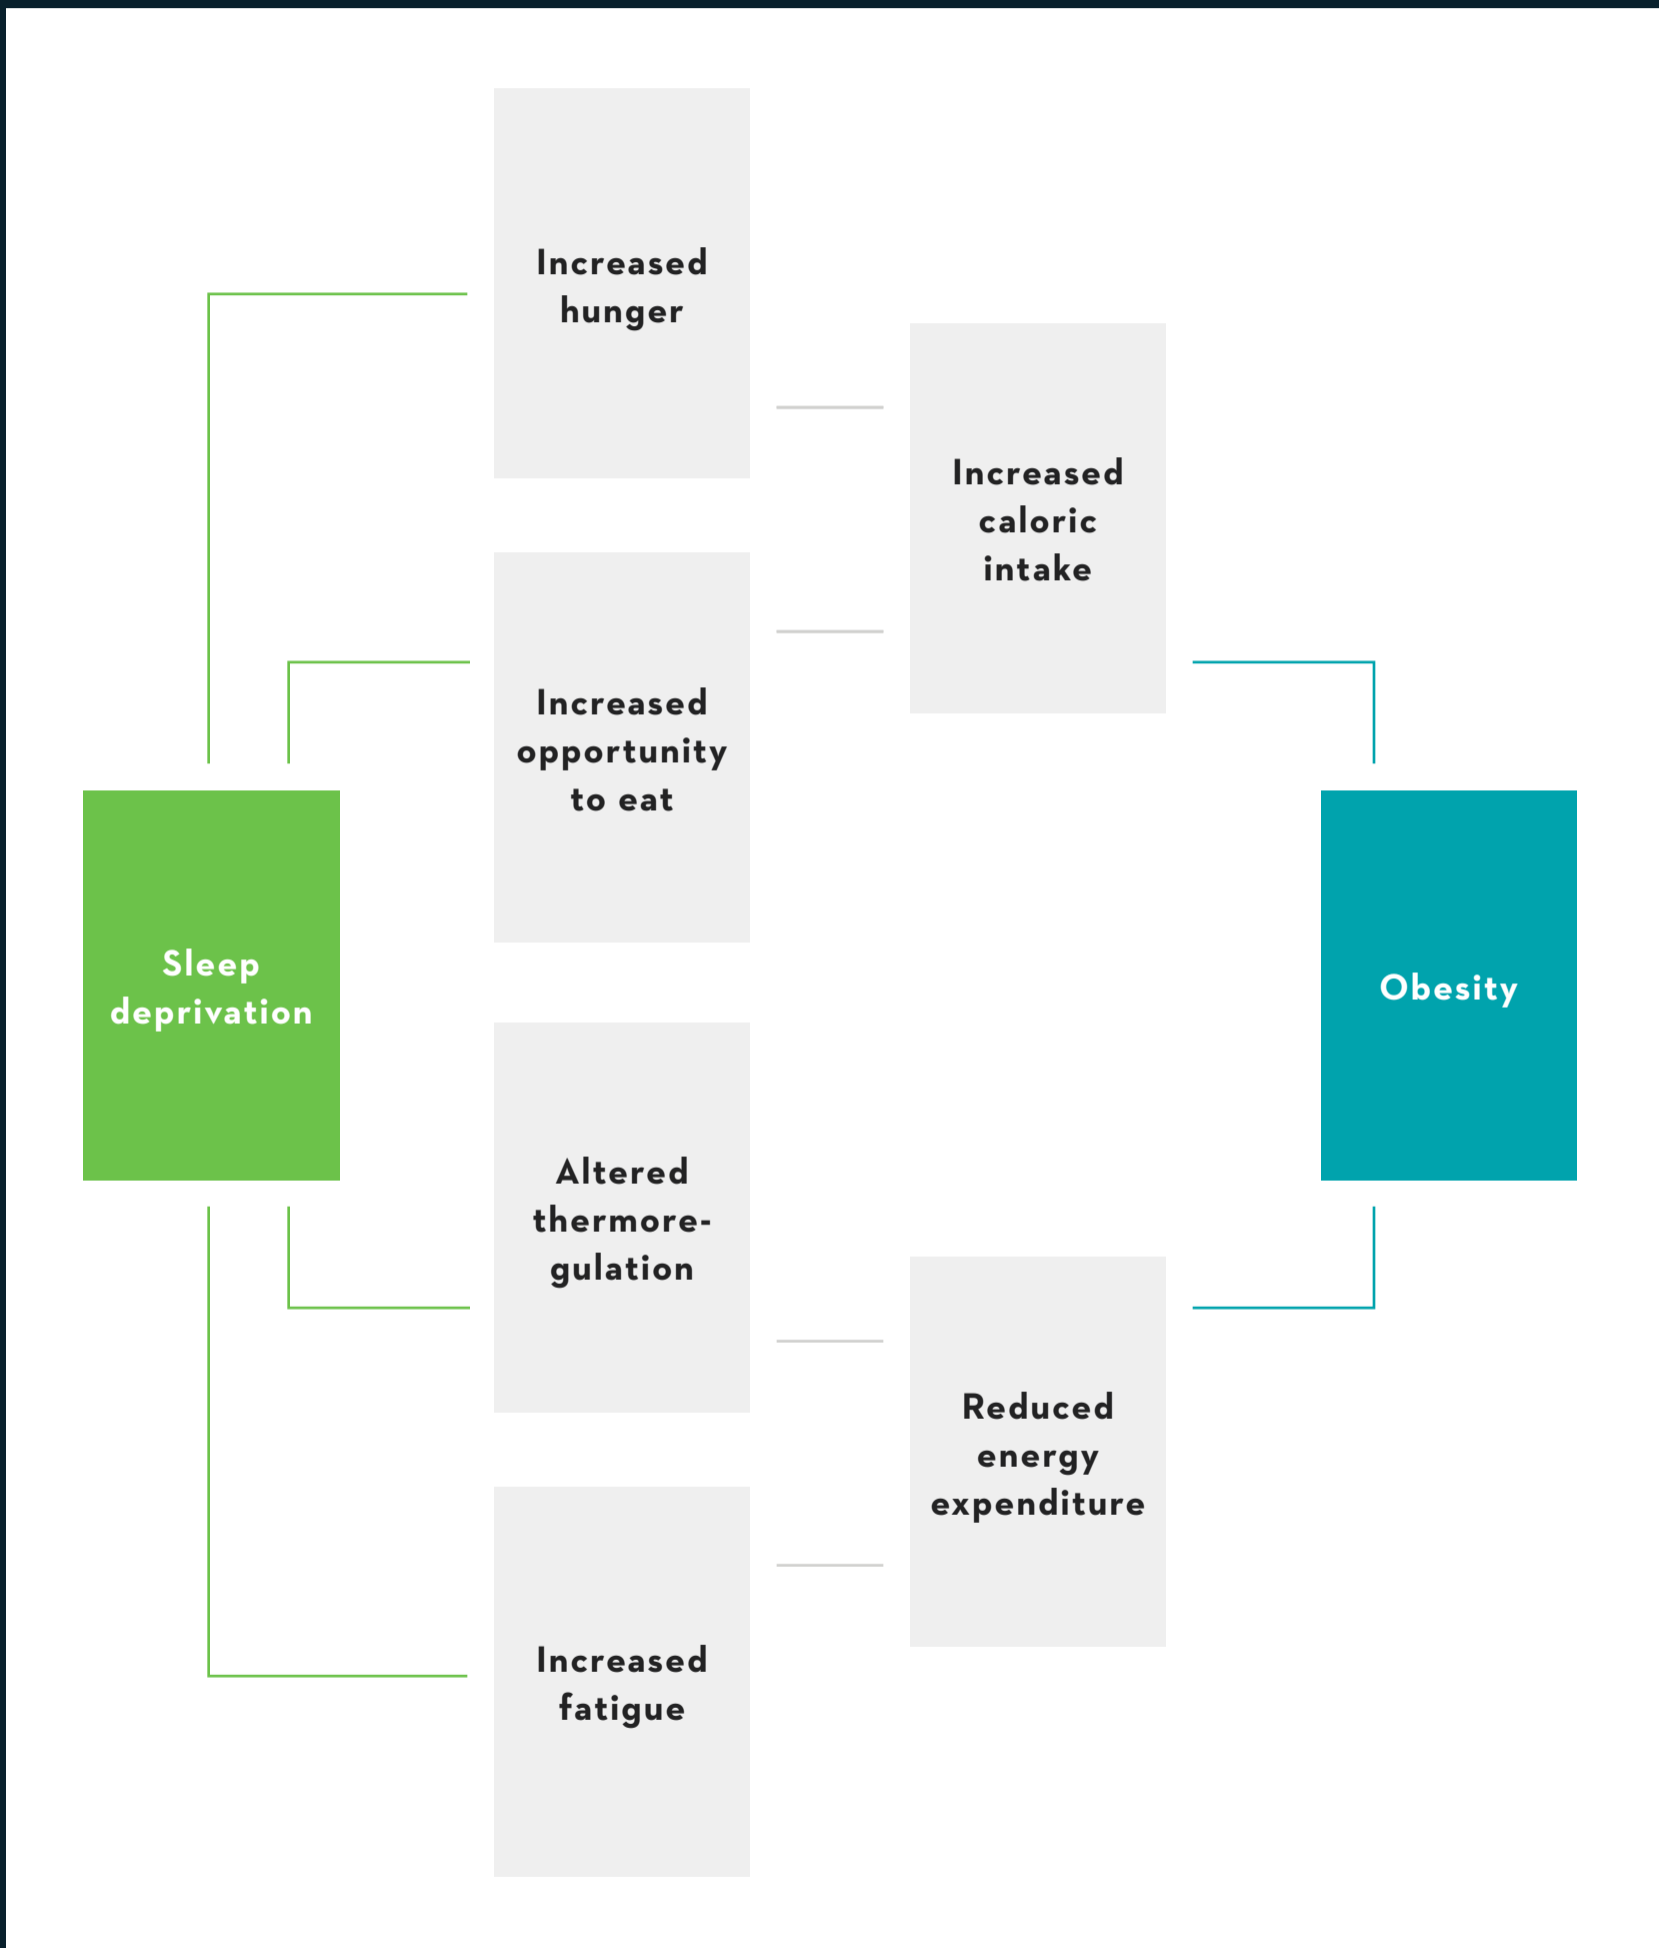 Increased
hunger
Increased
caloric
intake
Increased
opportunity
to eat
Sleep
deprivation
Obesity
Altered
thermore-
gulation
Reduced
energy
expenditure
Increased
fatigue